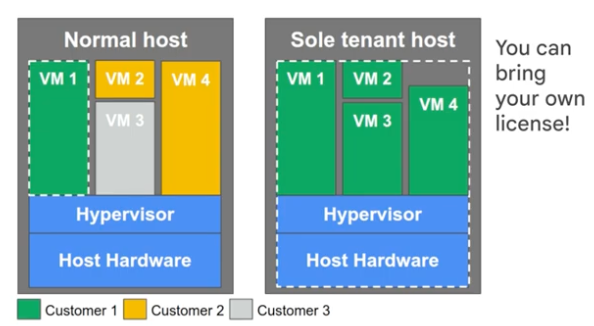 Normal host
VM 1
VM 2
VM 4
VM 3
Hypervisor
Host Hardware
Sole tenant host
VM 1
VM 2
VM 4
VM 3
Hypervisor
Host Hardware
You can
bring
your own
license!
Customer 1
Customer 2
Customer 3